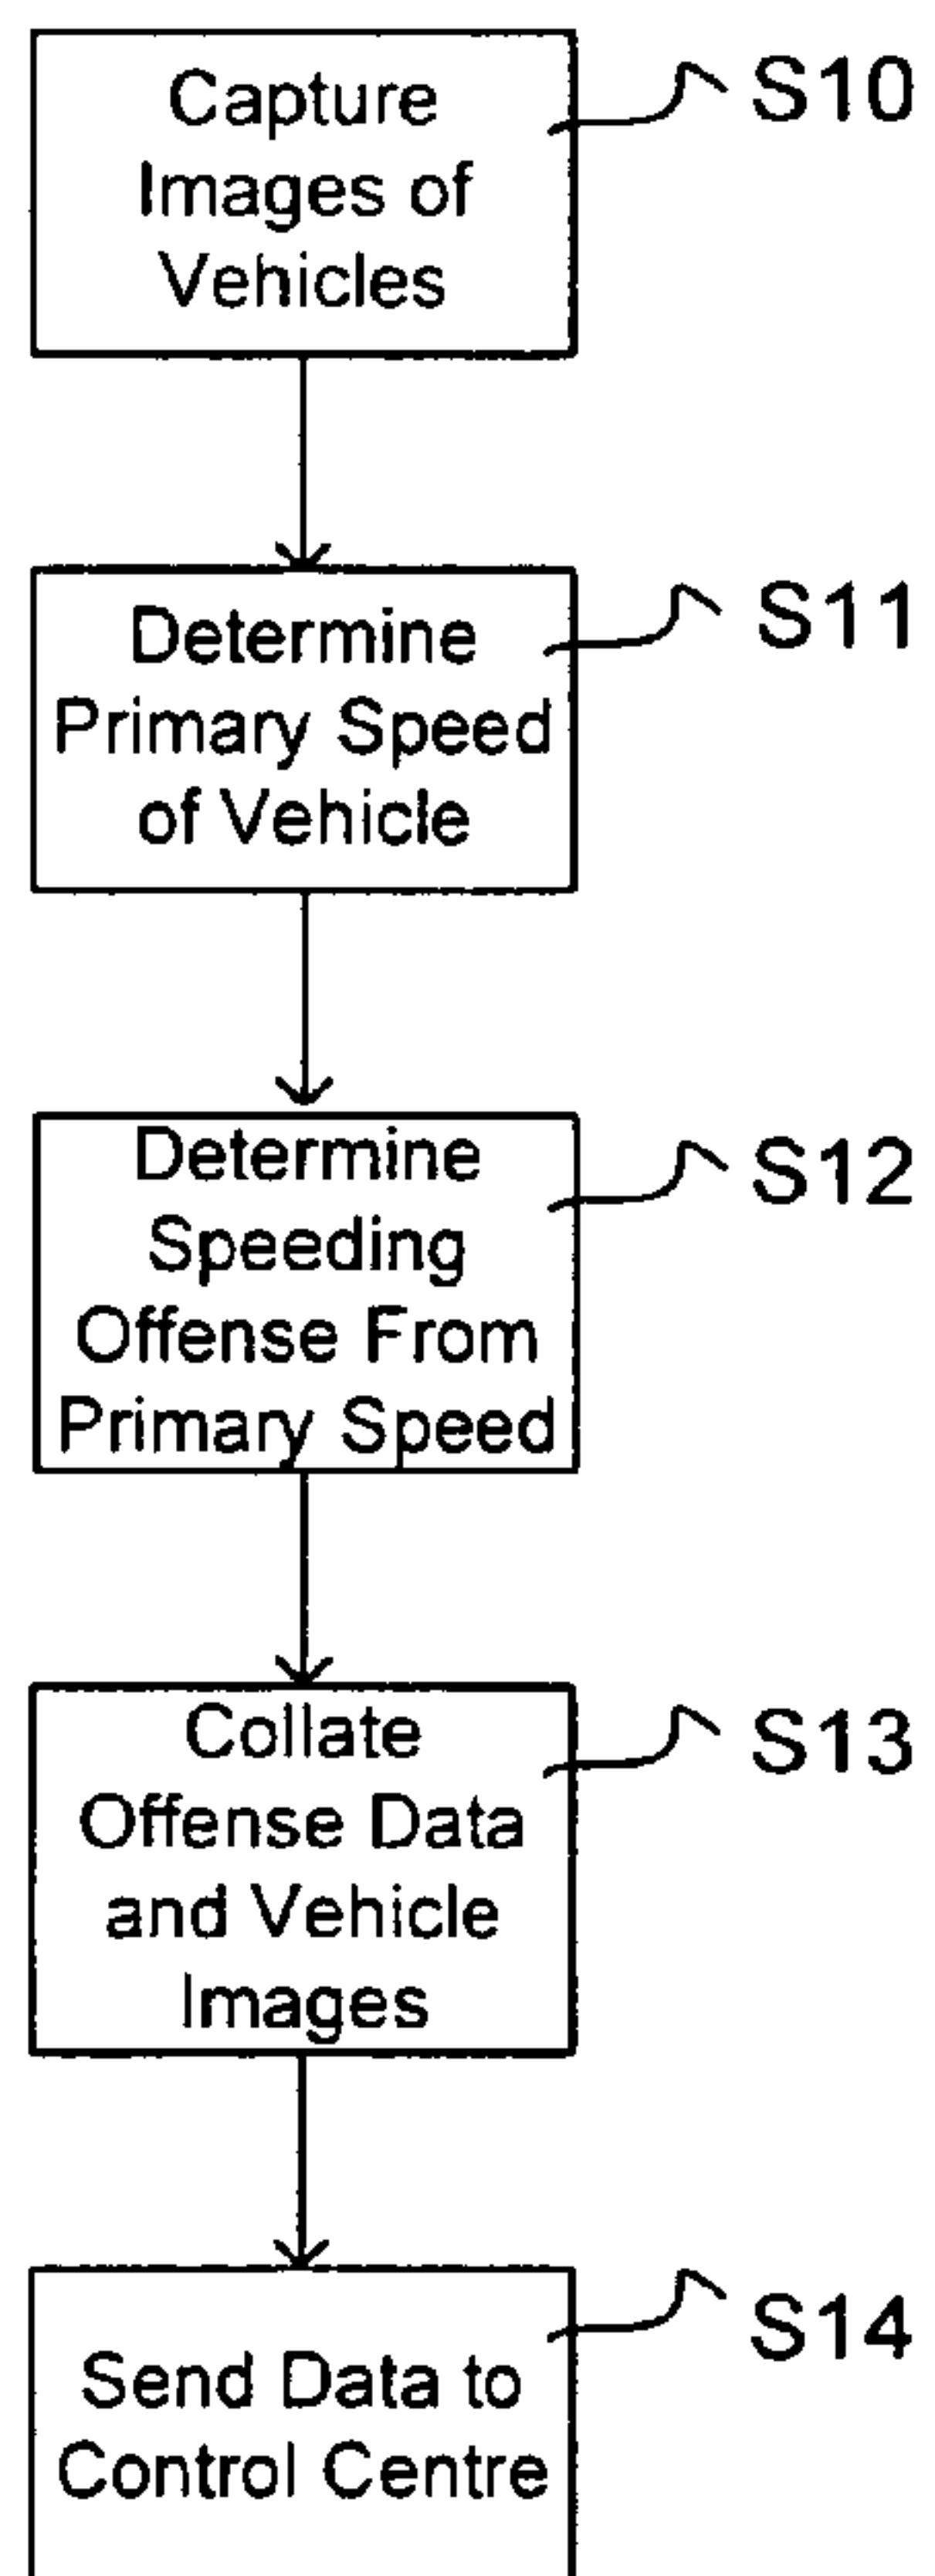 Capture
Images of
Vehicles
S10
Determine
Primary Speed
of Vehicle
S11
Determine
Speeding
Offense From
Primary Speed
S12
Collate
Offense Data
and Vehicle
Images
S13
Send Data to
Control Centre
S14